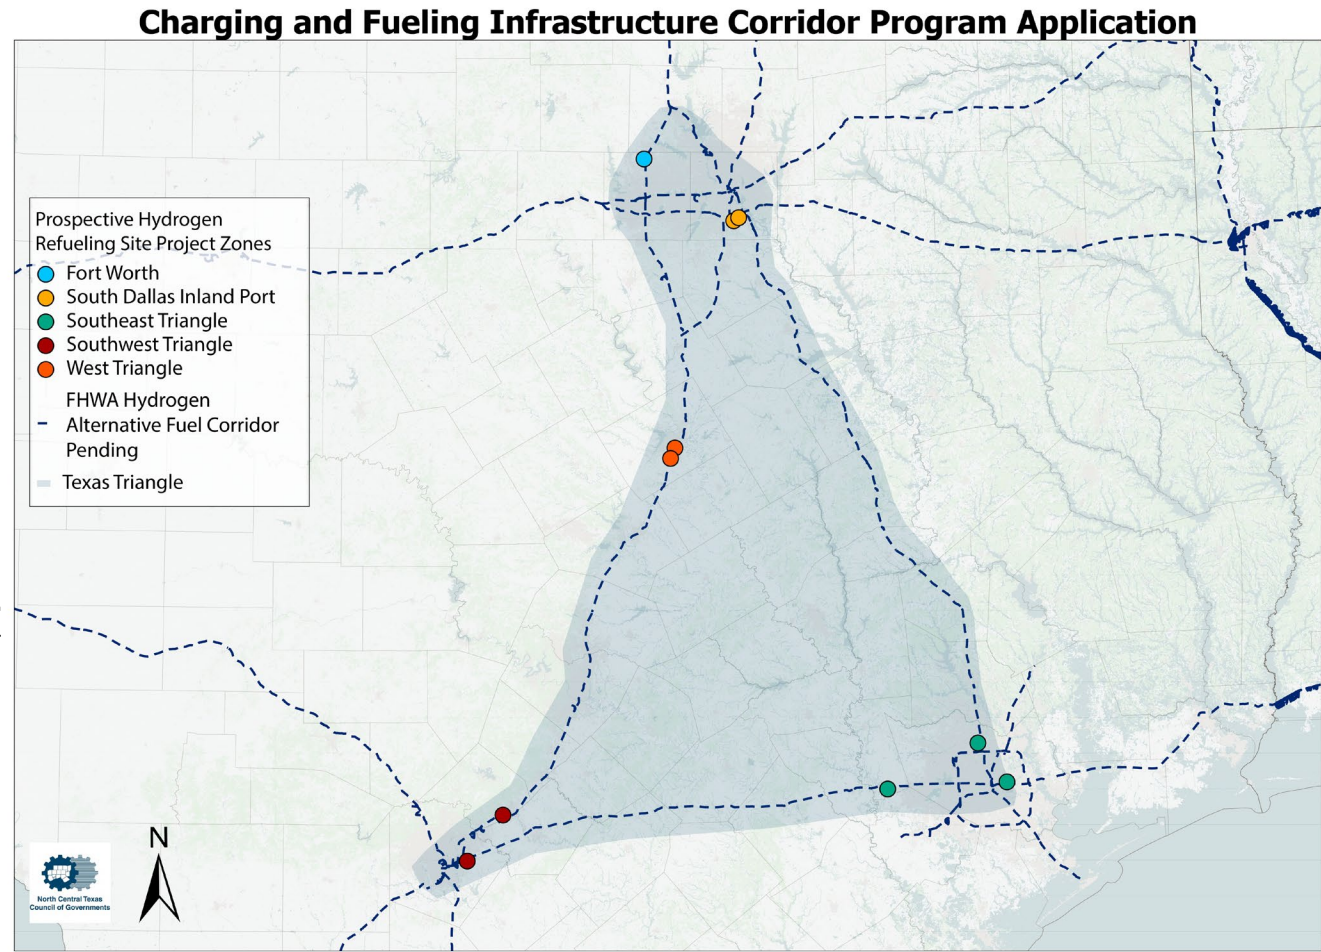 Charging and Fueling Infrastructure Corridor Program Application
Prospective Hydrogen
Refueling Site Project Zones
Fort Worth
South Dallas Inland Port
Southeast Triangle
Southwest Triangle
West Triangle
FHWA Hydrogen
Alternative Fuel Corridor
Pending
Texas Triangle
N
North Central Texas
Council of Governments